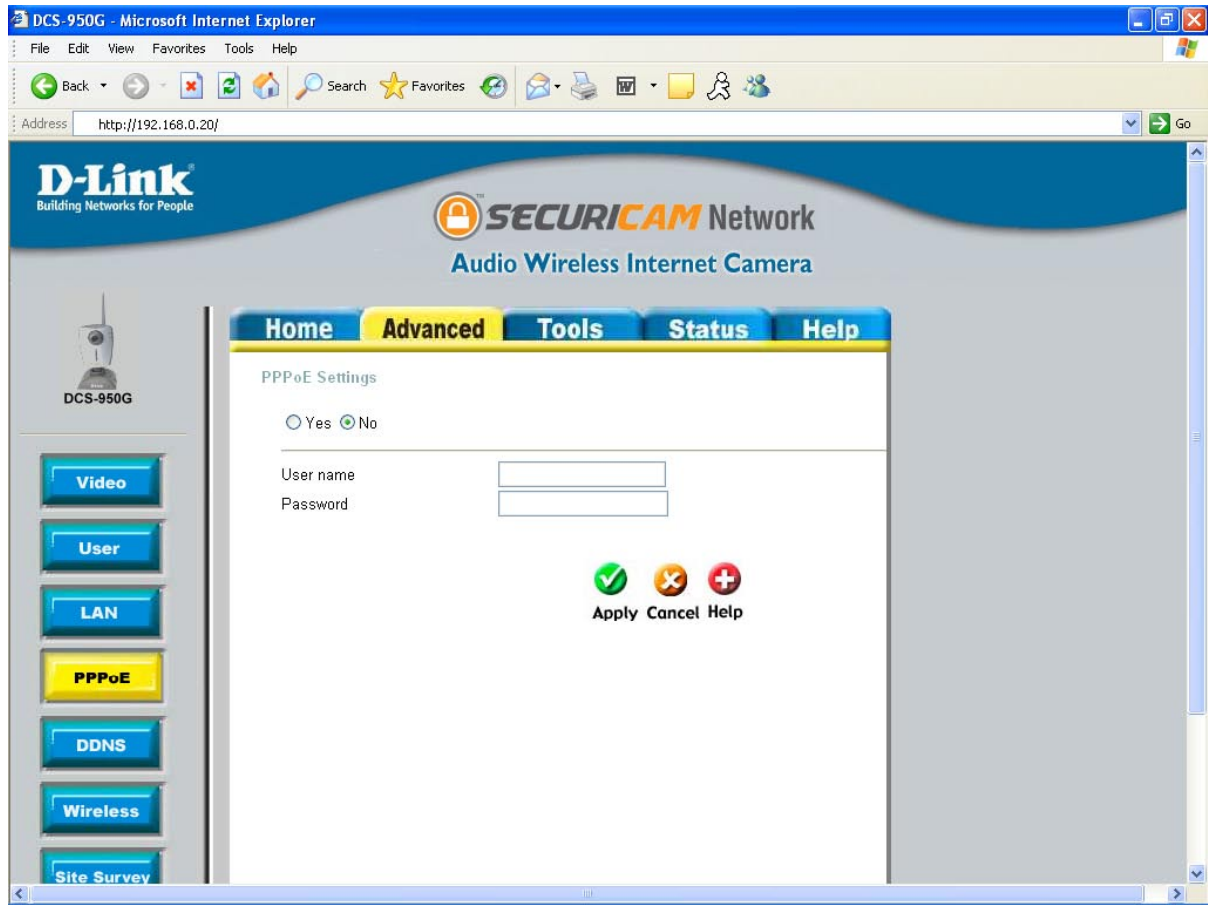 DCS-950G - Microsoft Internet Explorer
File Edit View Favorites Tools Help
Back Search Favorites
Address http://192.168.0.20/ Go
D-Link
Building Networks for People
SECURICAM Network
™
Audio Wireless Internet Camera
DCS-950G
Home Advanced Tools Status Help
PPPoE Settings
Yes No
User name
Password
Apply Cancel Help
Video
User
LAN
PPPoE
DDNS
Wireless
Site Survey